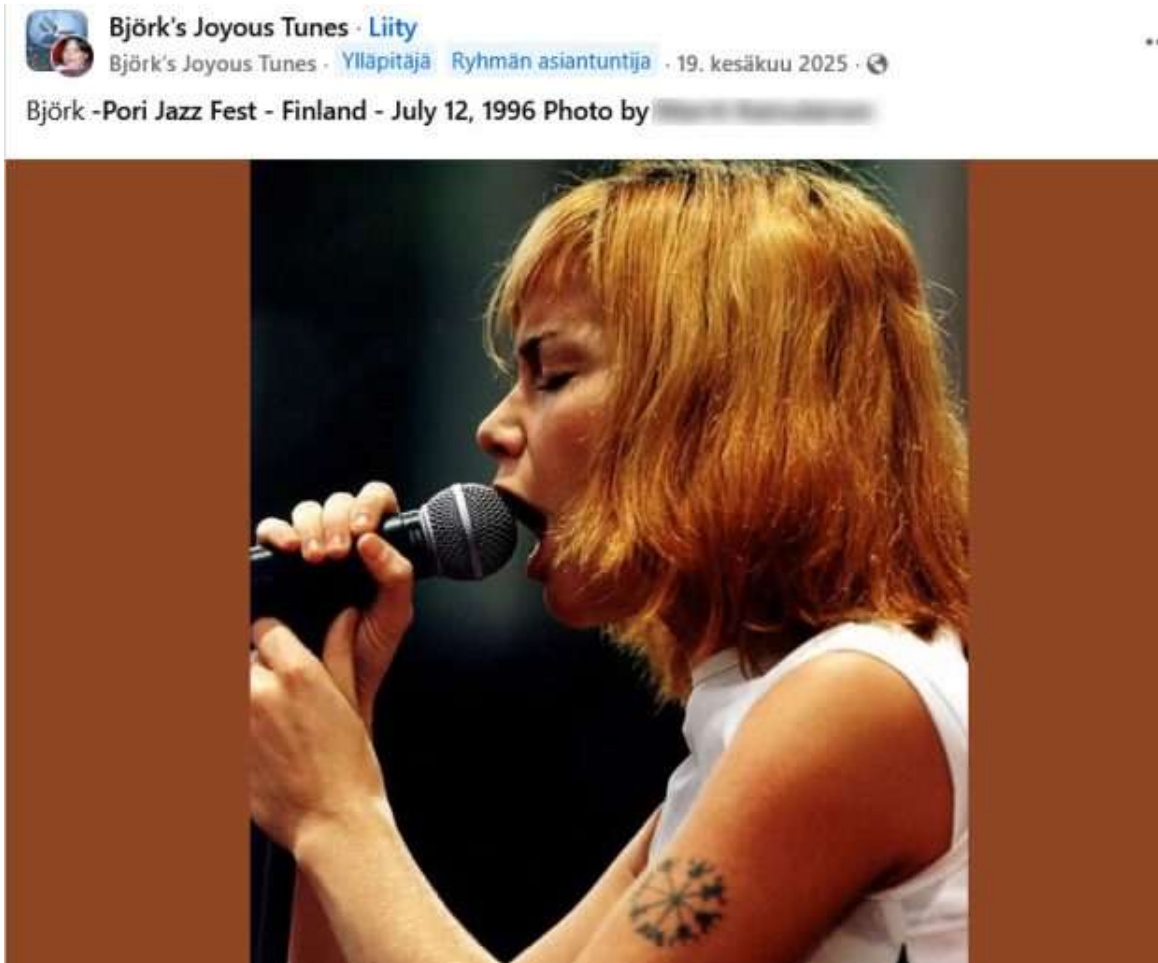 Björk's Joyous Tunes · Liity
Björk's Joyous Tunes · Ylläpitäjä Ryhmän asiantuntija · 19. kesäkuu 2025 ·
Björk -Pori Jazz Fest - Finland - July 12, 1996 Photo by